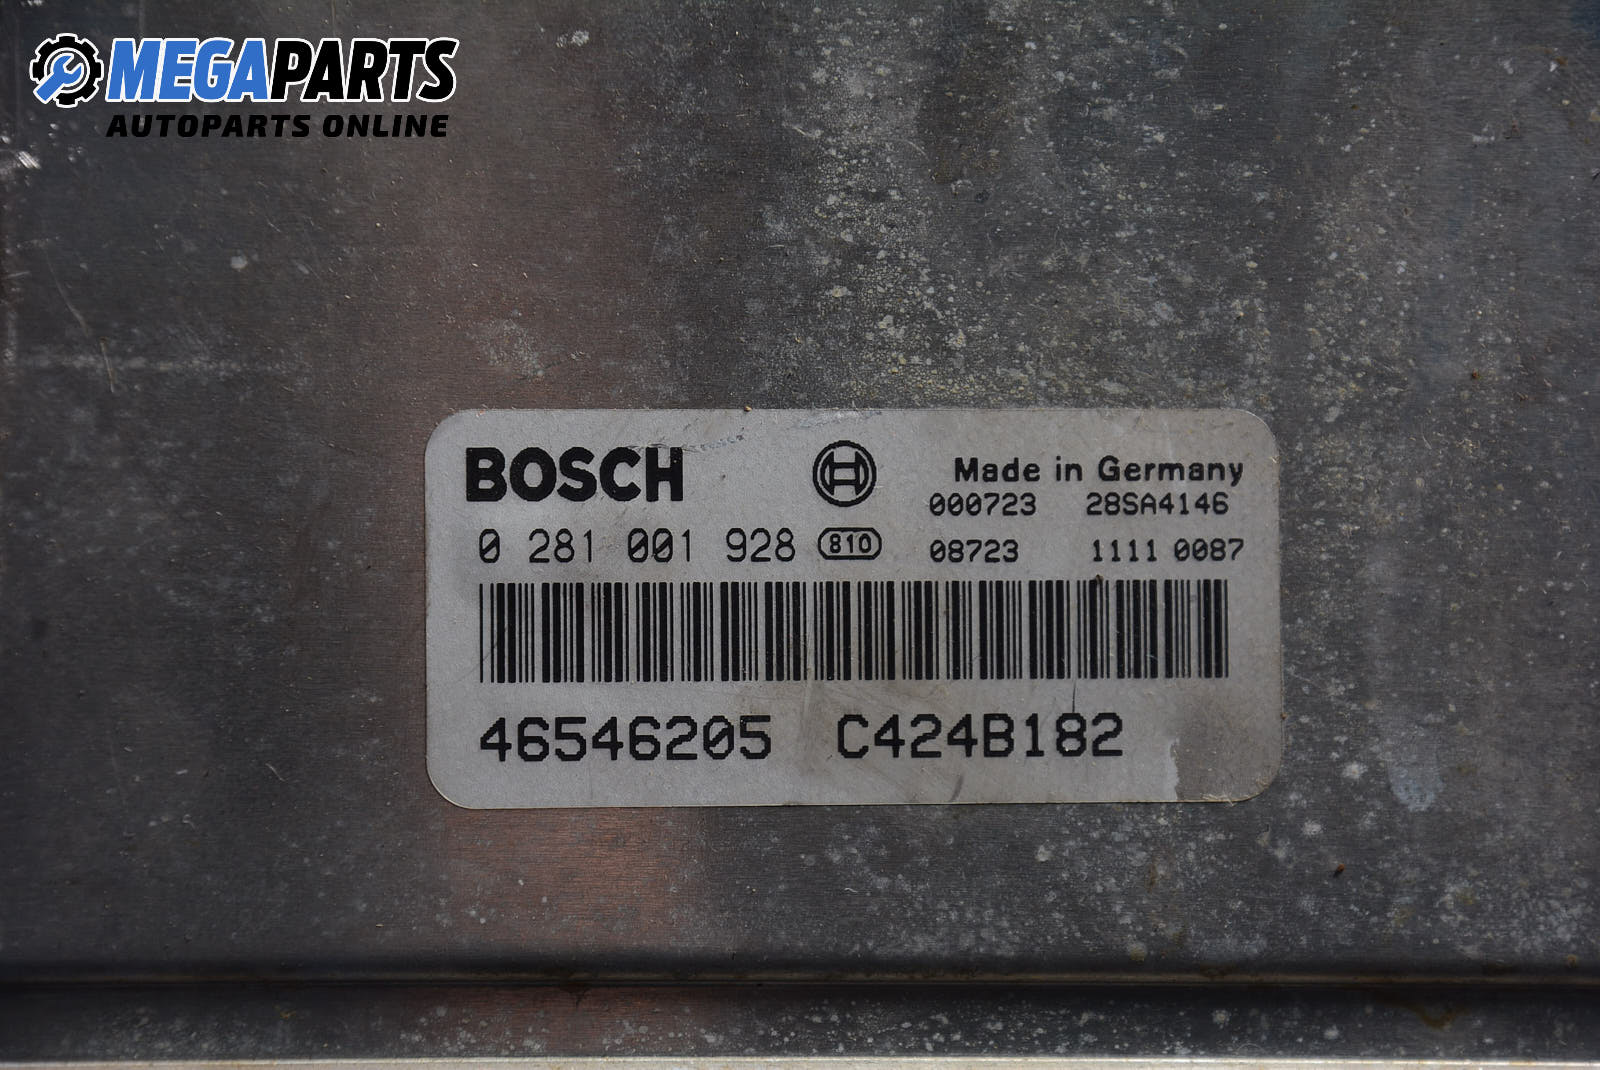 MEGAPARTS
AUTOPARTS ONLINE
BOSCH Made in Germany
000723 28SA4146
0 281 001 928 810 08723 1111 0087
46546205 C424B182